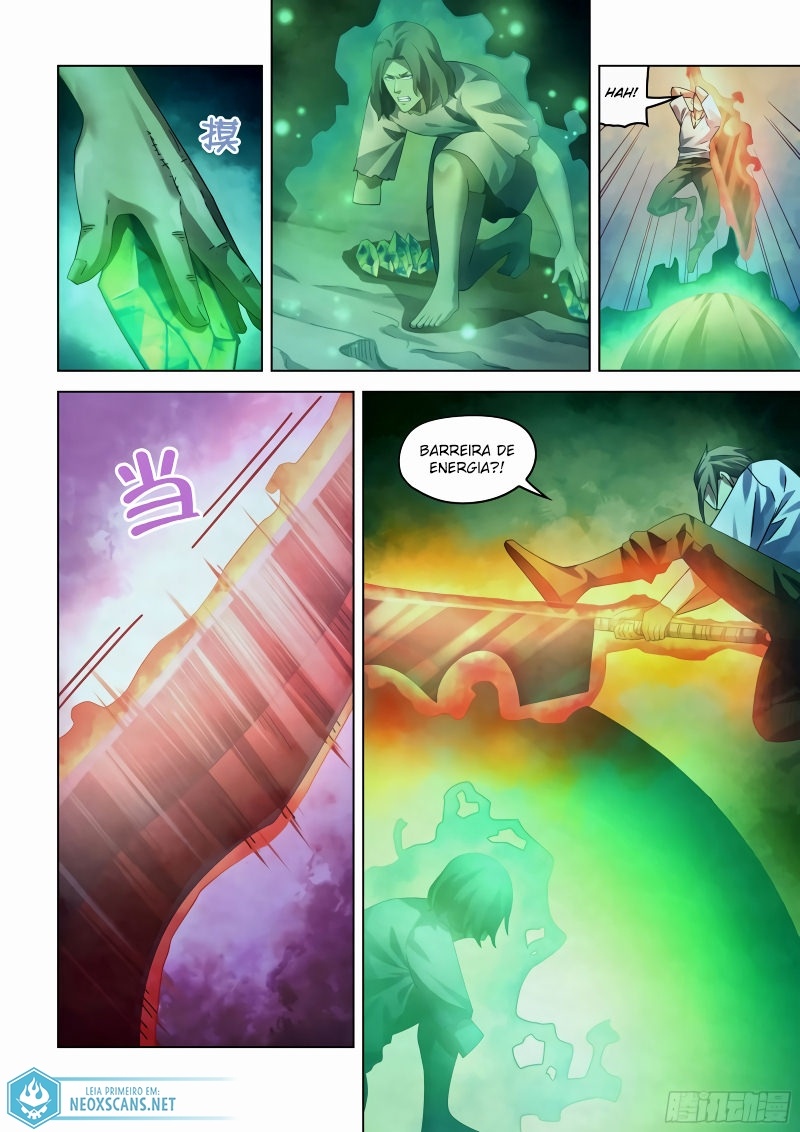 摸
HAH!
当
BARREIRA DE
ENERGIA?!
LEIA PRIMEIRO EM:
NEOXSCANS.NET
腾讯动漫